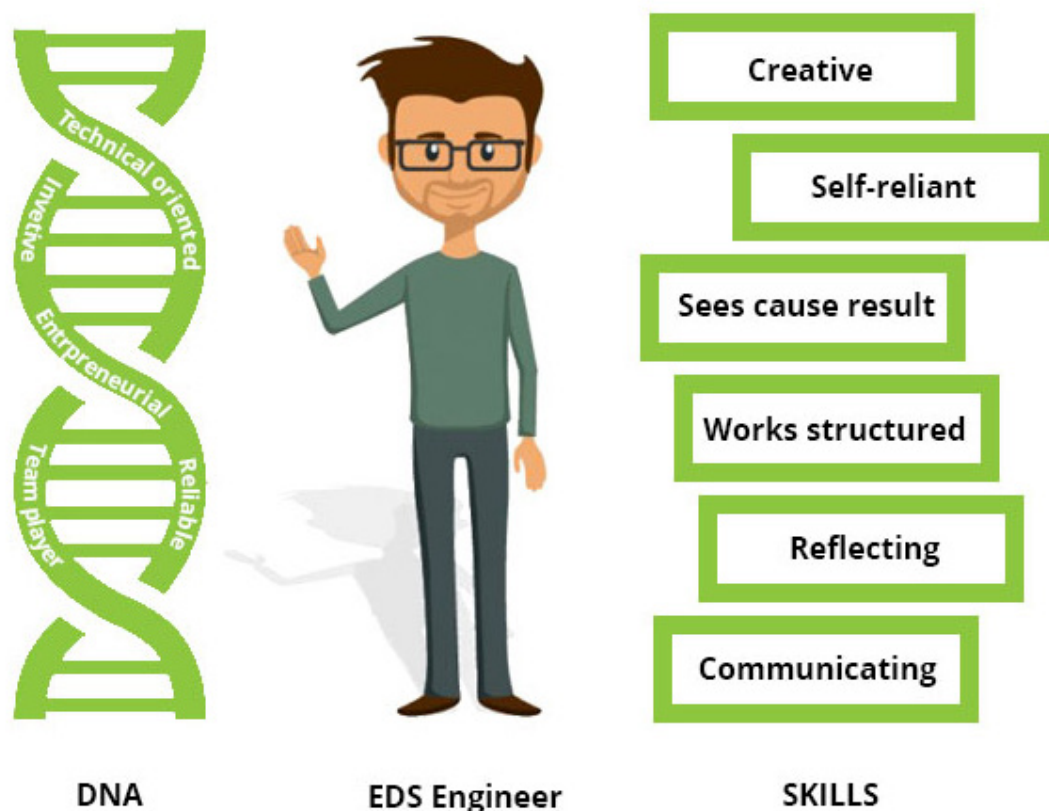 Technical oriented
Invetive
Entrpreneurial
Reliable
Team player
Creative
Self-reliant
Sees cause result
Works structured
Reflecting
Communicating
DNA
EDS Engineer
SKILLS